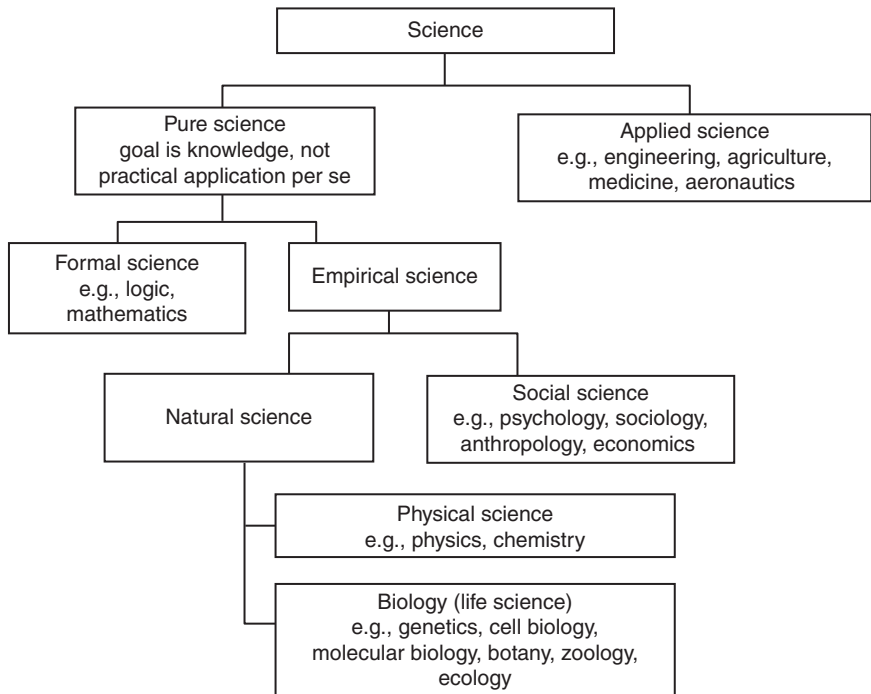 Science
Pure science
goal is knowledge, not
practical application per se
Applied science
e.g., engineering, agriculture,
medicine, aeronautics
Formal science
e.g., logic,
mathematics
Empirical science
Natural science
Social science
e.g., psychology, sociology,
anthropology, economics
Physical science
e.g., physics, chemistry
Biology (life science)
e.g., genetics, cell biology,
molecular biology, botany, zoology,
ecology